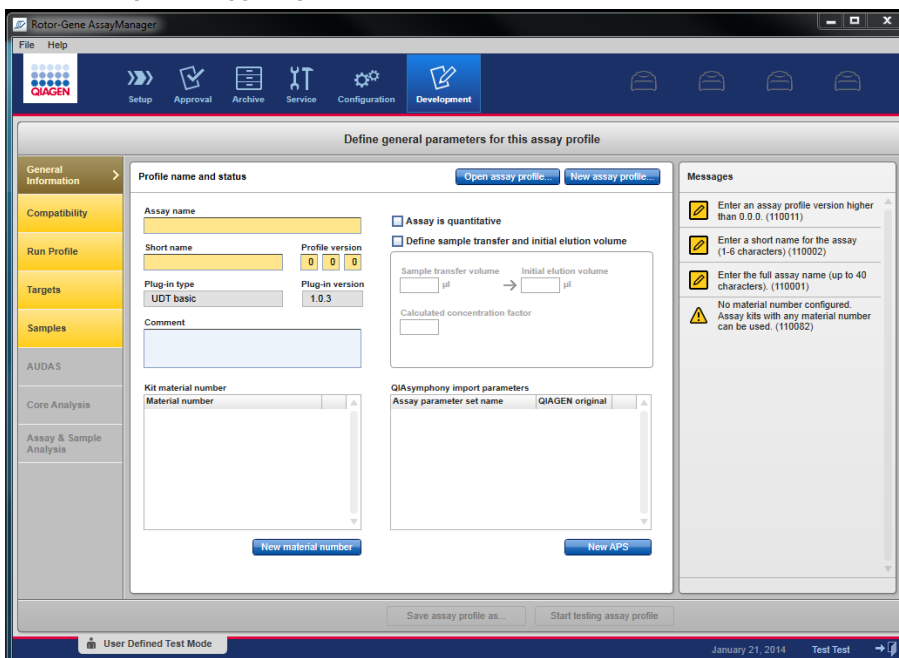 Rotor-Gene AssayManager
File Help
QIAGEN
Setup Approval Archive Service Configuration Development
Define general parameters for this assay profile
General
Information
Compatibility
Run Profile
Targets
Samples
AUDAS
Core Analysis
Assay & Sample
Analysis
Profile name and status
Open assay profile... New assay profile...
Assay name
Short name Profile version
0 0 0
Plug-in type Plug-in version
UDT basic 1.0.3
Comment
Assay is quantitative
Define sample transfer and initial elution volume
Sample transfer volume Initial elution volume
µl → µl
Calculated concentration factor
Kit material number
Material number
New material number
QIAsymphony import parameters
Assay parameter set name QIAGEN original
New APS
Messages
Enter an assay profile version higher
than 0.0.0. (110011)
Enter a short name for the assay
(1-6 characters) (110002)
Enter the full assay name (up to 40
characters). (110001)
No material number configured.
Assay kits with any material number
can be used. (110082)
Save assay profile as... Start testing assay profile
User Defined Test Mode
January 21, 2014 Test Test